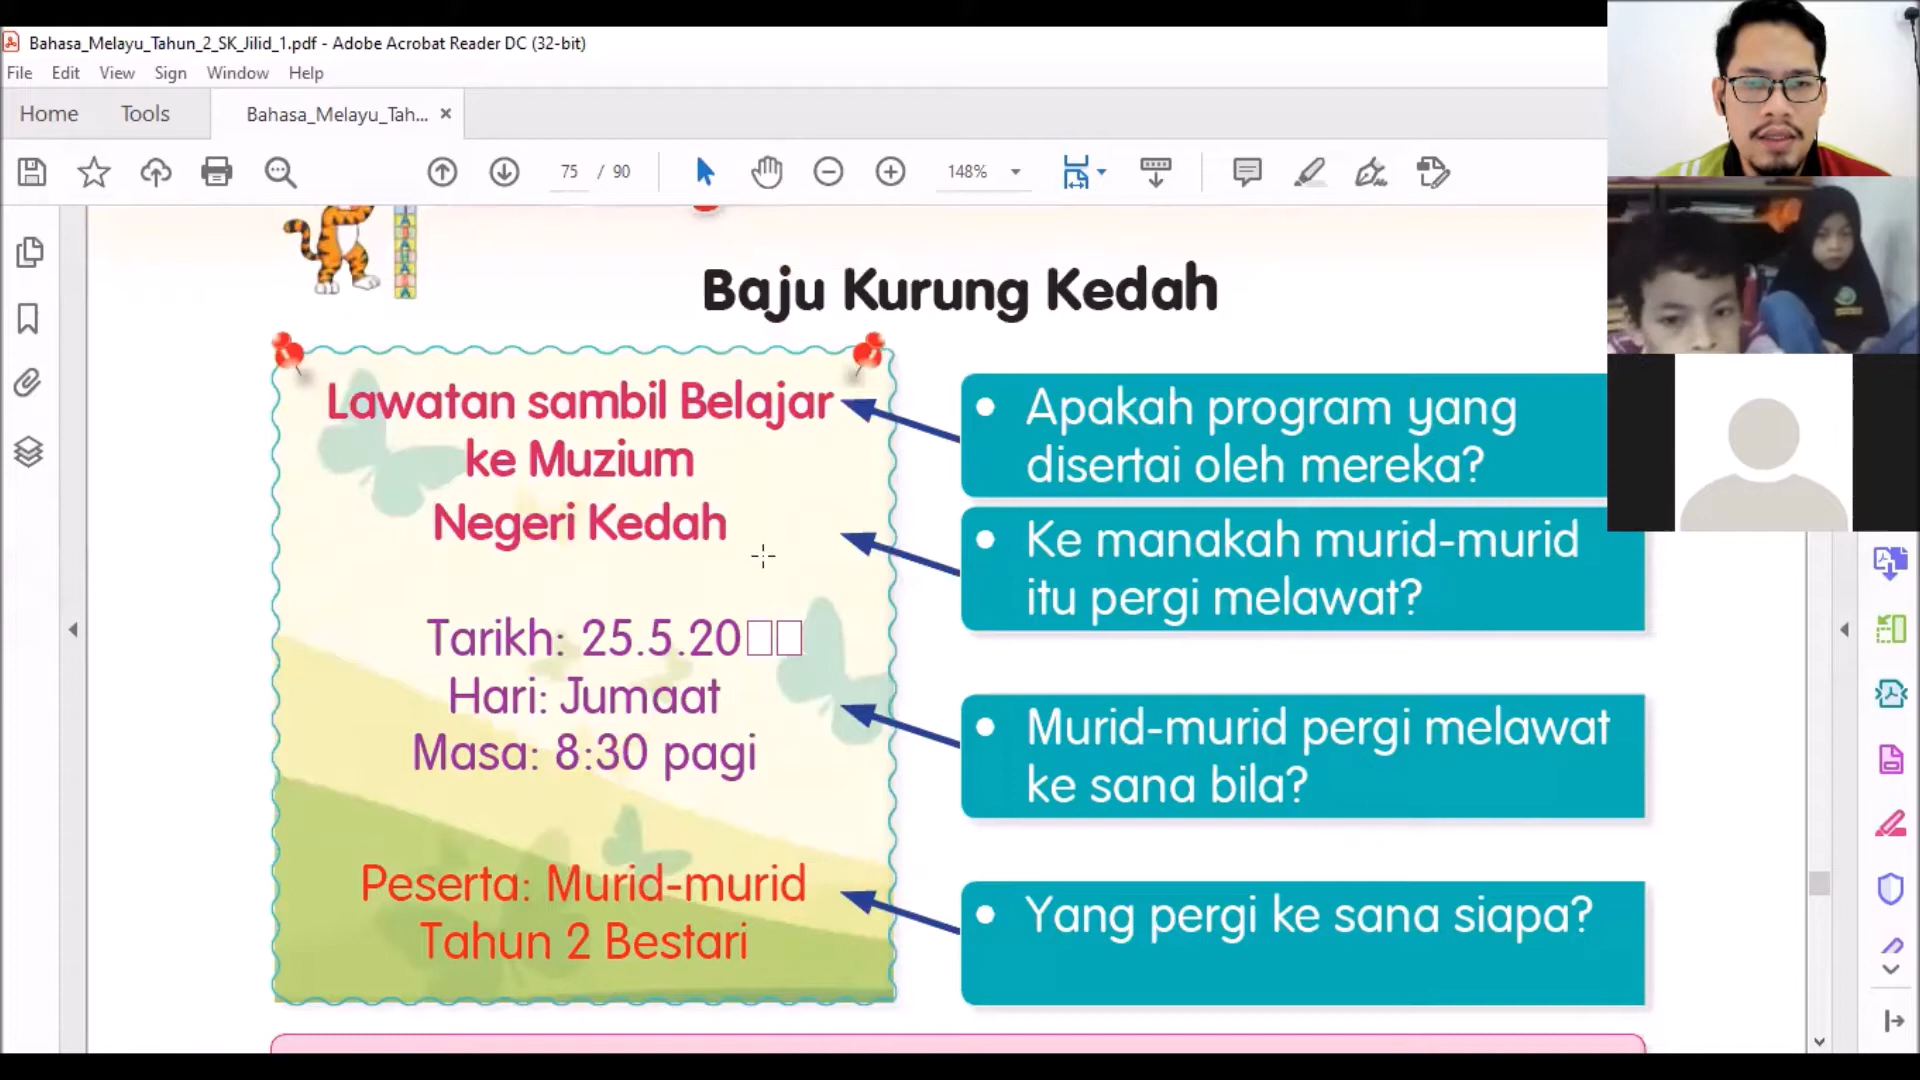 Bahasa_Melayu_Tahun_2_SK_Jilid_1.pdf - Adobe Acrobat Reader DC (32-bit)
File Edit View Sign Window Help
Home Tools Bahasa_Melayu_Tah... ×
75 / 90 148%
Baju Kurung Kedah
Lawatan sambil Belajar
ke Muzium
Negeri Kedah
Tarikh: 25.5.20□□
Hari: Jumaat
Masa: 8:30 pagi
Peserta: Murid-murid
Tahun 2 Bestari
• Apakah program yang
disertai oleh mereka?
• Ke manakah murid-murid
itu pergi melawat?
• Murid-murid pergi melawat
ke sana bila?
• Yang pergi ke sana siapa?